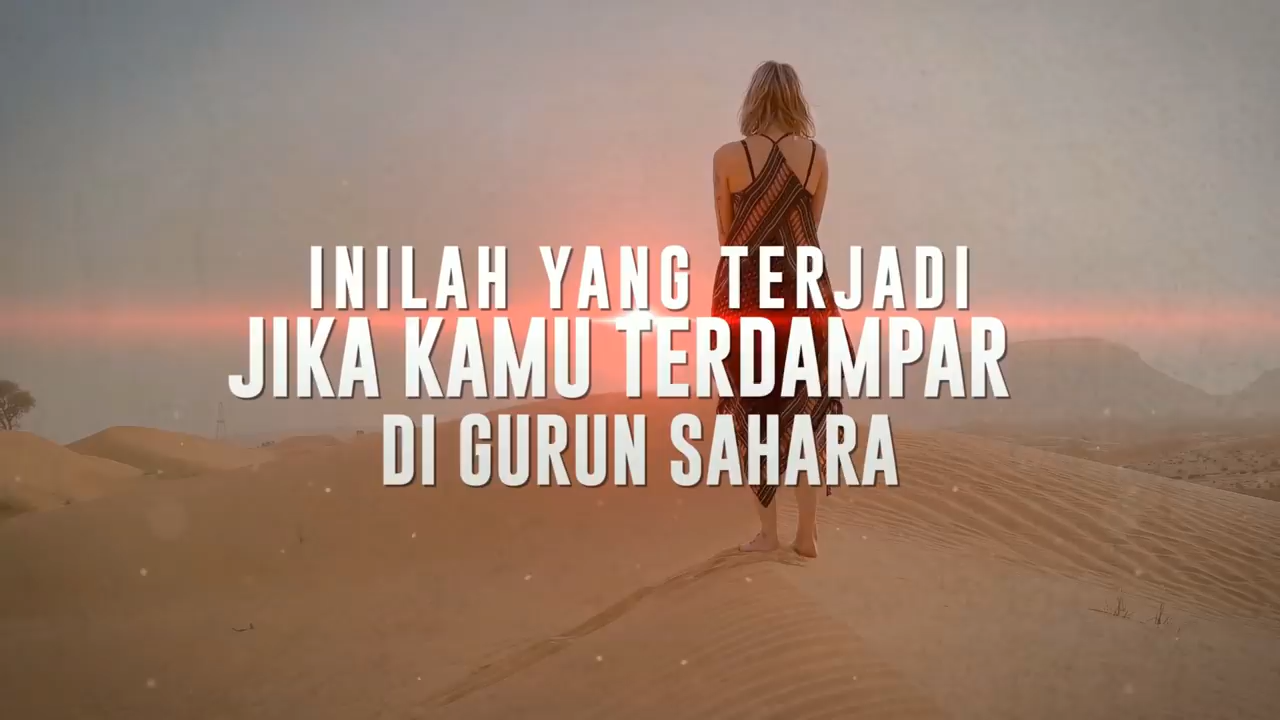 INILAH YANG TERJADI
JIKA KAMU TERDAMPAR
DI GURUN SAHARA